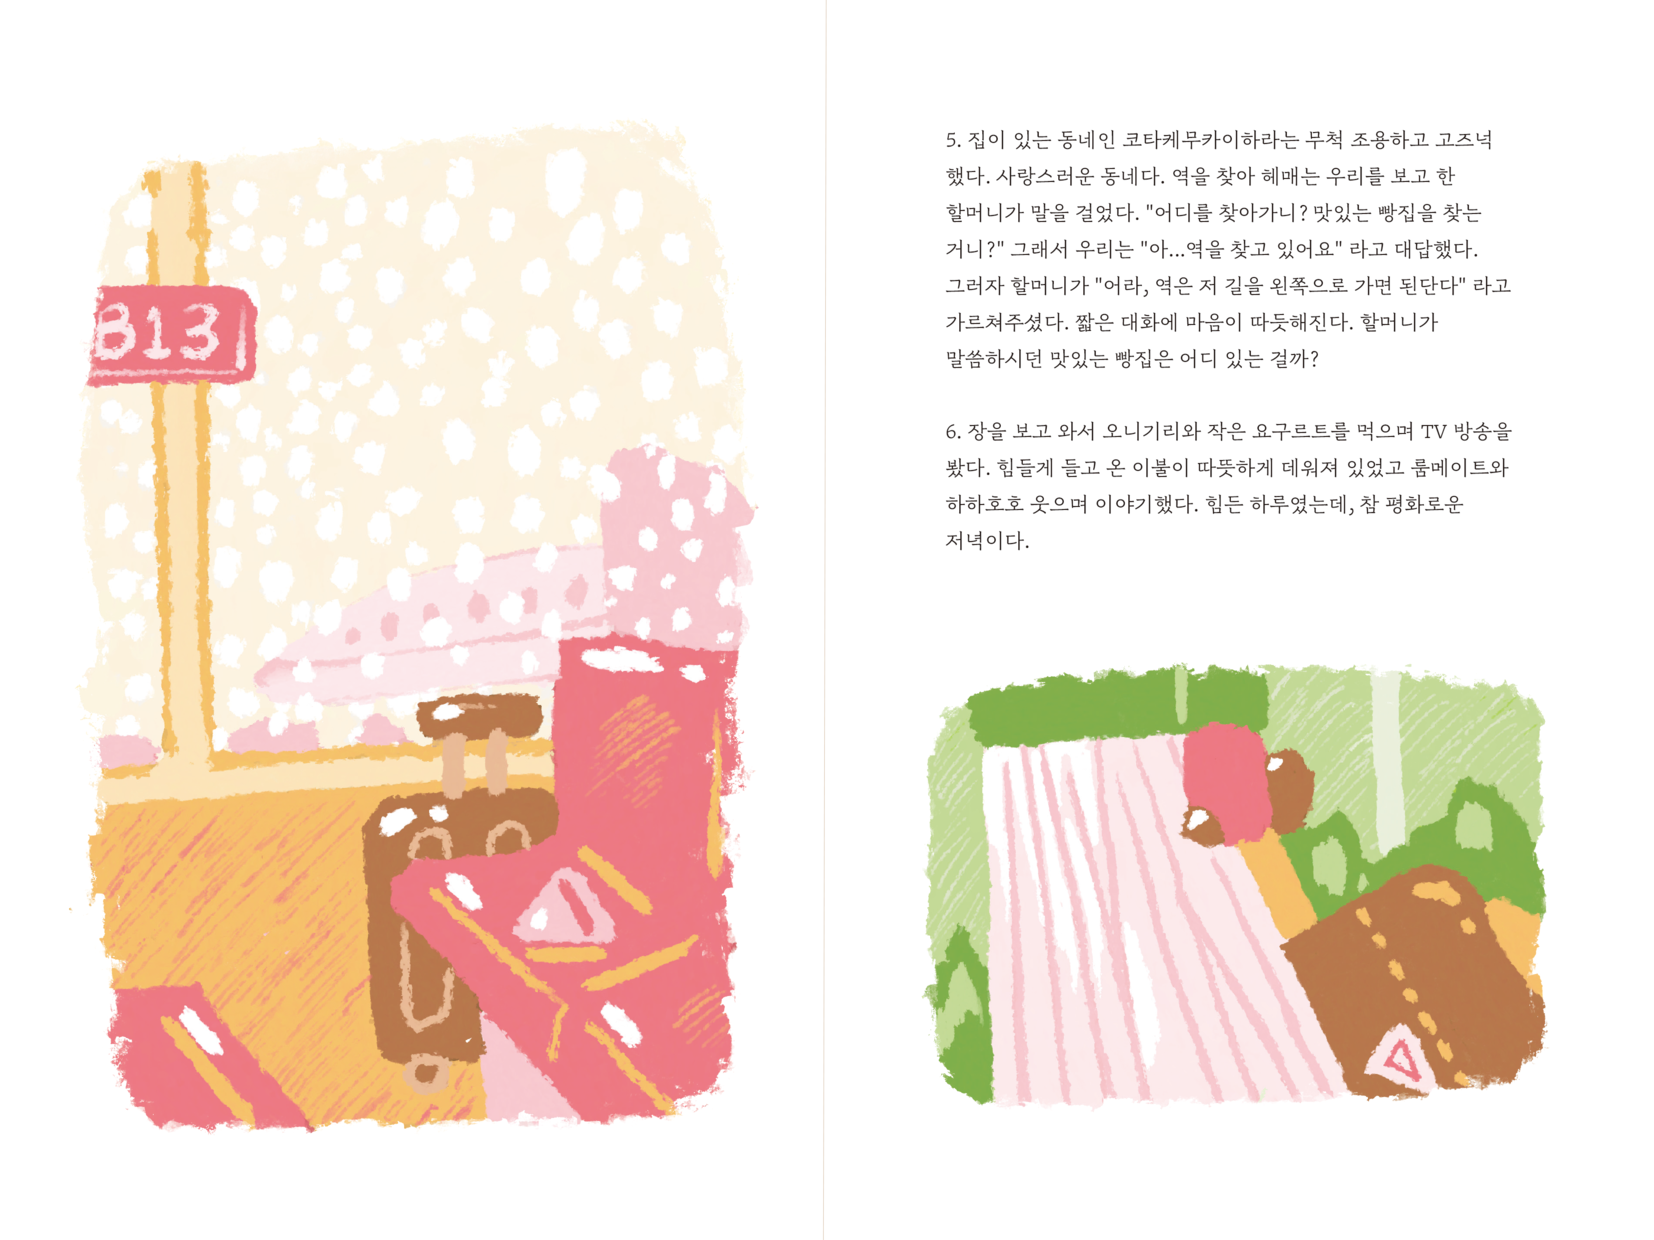 B13
5. 집이 있는 동네인 코타케무카이하라는 무척 조용하고 고즈넉
했다. 사랑스러운 동네다. 역을 찾아 헤매는 우리를 보고 한
할머니가 말을 걸었다. "어디를 찾아가니? 맛있는 빵집을 찾는
거니?" 그래서 우리는 "아...역을 찾고 있어요" 라고 대답했다.
그러자 할머니가 "어라, 역은 저 길을 왼쪽으로 가면 된단다" 라고
가르쳐주셨다. 짧은 대화에 마음이 따듯해진다. 할머니가
말씀하시던 맛있는 빵집은 어디 있는 걸까?
6. 장을 보고 와서 오니기리와 작은 요구르트를 먹으며 TV 방송을
봤다. 힘들게 들고 온 이불이 따뜻하게 데워져 있었고 룸메이트와
하하호호 웃으며 이야기했다. 힘든 하루였는데, 참 평화로운
저녁이다.